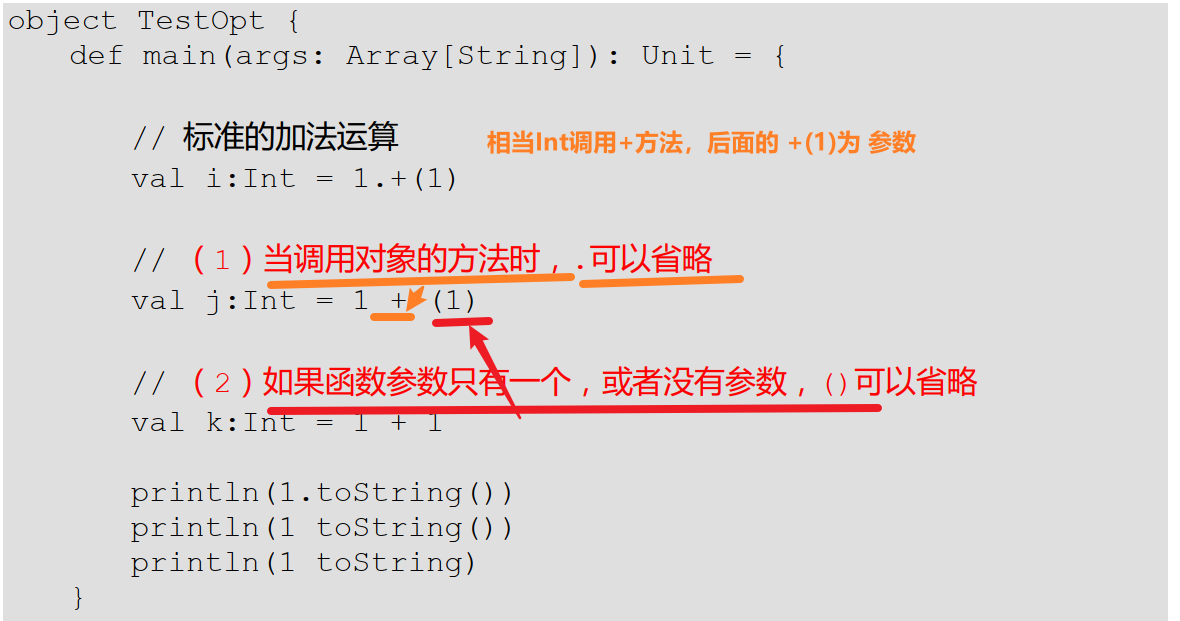 object TestOpt {
def main(args: Array[String]): Unit = {
// 标准的加法运算
相当Int调用+方法，后面的 +(1)为 参数
val i:Int = 1.+(1)
// （1）当调用对象的方法时，.可以省略
val j:Int = 1 + (1)
// （2）如果函数参数只有一个，或者没有参数，()可以省略
val k:Int = 1 + 1
println(1.toString())
println(1 toString())
println(1 toString)
}